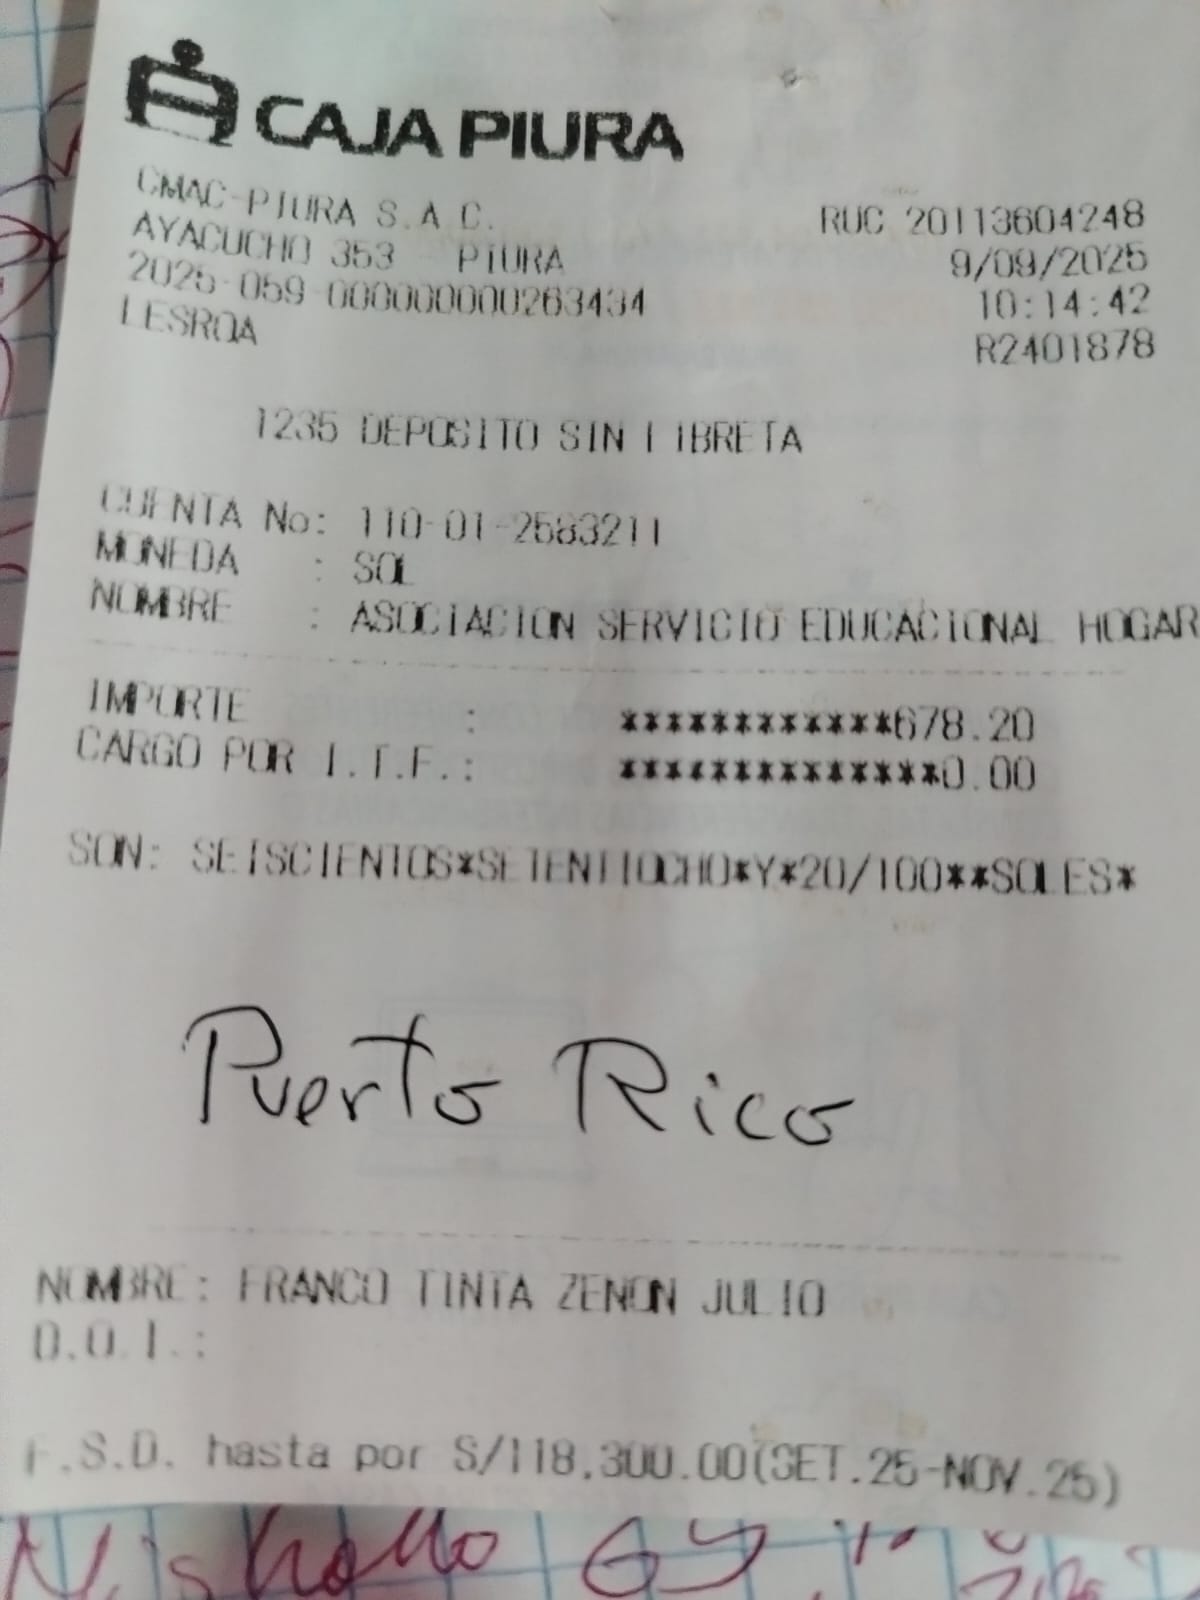 CAJA PIURA
CMAC-PIURA S.A.C. RUC 20113604248
AYACUCHO 353 - PIURA 9/09/2025
2025-059-000000000263434 10:14:42
LESROA R2401878
1235 DEPOSITO SIN LIBRETA
CUENTA No: 110-01-2583211
MONEDA : SOL
NOMBRE : ASOCIACION SERVICIO EDUCACIONAL HOGAR
IMPORTE : ************678.20
CARGO POR I.T.F.: **************0.00
SON: SEISCIENTOS*SETENTIOCHO*Y*20/100**SOLES*
Puerto Rico
NOMBRE: FRANCO TINTA ZENON JULIO
D.O.I.:
F.S.D. hasta por S/118,300.00(SET.25-NOV.25)